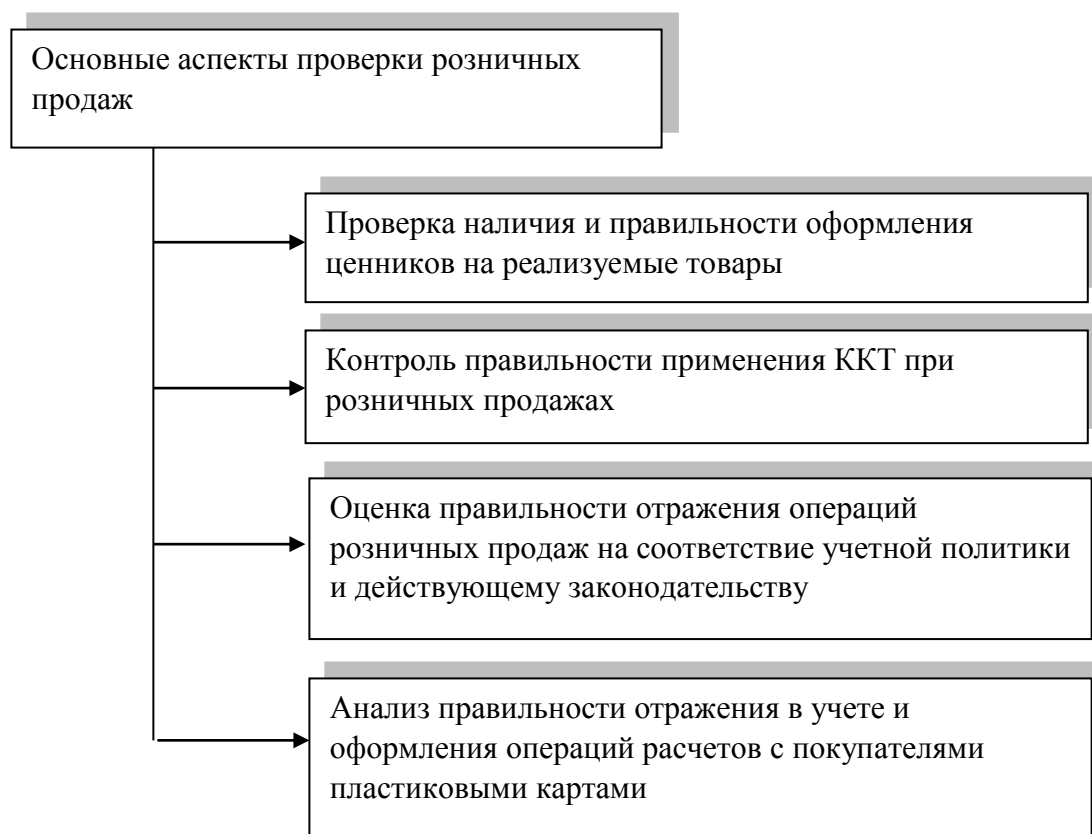 Основные аспекты проверки розничных
продаж
Проверка наличия и правильности оформления
ценников на реализуемые товары
Контроль правильности применения ККТ при
розничных продажах
Оценка правильности отражения операций
розничных продаж на соответствие учетной политики
и действующему законодательству
Анализ правильности отражения в учете и
оформления операций расчетов с покупателями
пластиковыми картами